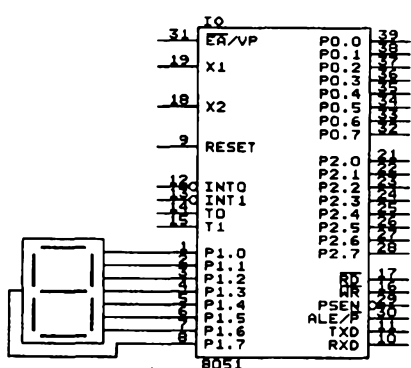 IO
31 EA/VP P0.0 39
P0.1 38
19 X1 P0.2 37
P0.3 36
P0.4 35
18 X2 P0.5 34
P0.6 33
P0.7 32
9 RESET
P2.0 21
P2.1 22
12 INT0 P2.2 23
13 INT1 P2.3 24
14 T0 P2.4 25
15 T1 P2.5 26
P2.6 27
1 P1.0 P2.7 28
2 P1.1
3 P1.2 RD 17
4 P1.3 WR 16
5 P1.4 PSEN 29
6 P1.5 ALE/P 30
7 P1.6 TXD 11
8 P1.7 RXD 10
8051